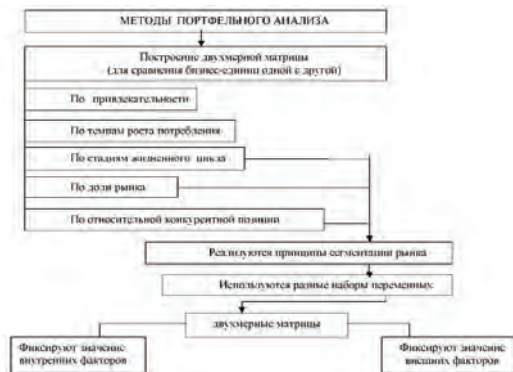 МЕТОДЫ ПОРТФЕЛЬНОГО АНАЛИЗА
Построение двухмерной матрицы
(для сравнения бизнес-единиц одной с другой)
По привлекательности
По темпам роста потребления
По стадиям жизненного цикла
По доли рынка
По относительной конкурентной позиции
Реализуются принципы сегментации рынка
Используются разные наборы переменных
двухмерные матрицы
Фиксируют значение
внутренних факторов
Фиксируют значение
внешних факторов